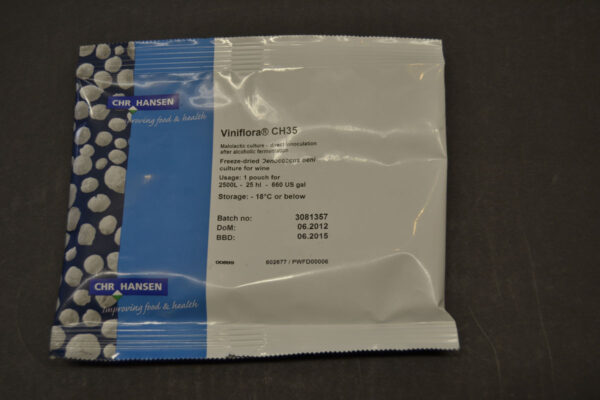 CHR HANSEN
Improving food & health
Viniflora® CH35
Malolactic culture - direct inoculation
after alcoholic fermentation
Freeze-dried Oenococcus oeni
culture for wine
Usage: 1 pouch for
2500L - 25 hl - 660 US gal
Storage: - 18°C or below
Batch no: 3081357
DoM: 06.2012
BBD: 06.2015
602677 / PWFD00006
CHR HANSEN
Improving food & health